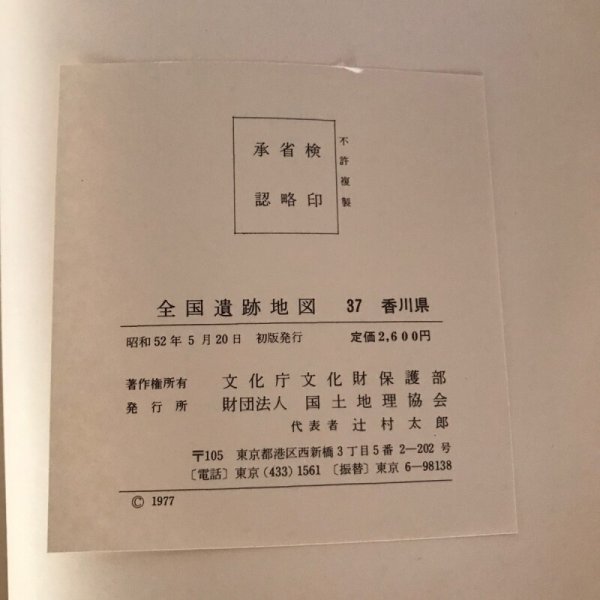 検印
省略
承認
不許複製
全国遺跡地図 37 香川県
昭和52年5月20日 初版発行 定価2,600円
著作権所有 文化庁文化財保護部
発行所 財団法人 国土地理協会
代表者 辻村太郎
〒105 東京都港区西新橋3丁目5番2―202号
〔電話〕東京(433)1561 〔振替〕東京6―98138
© 1977